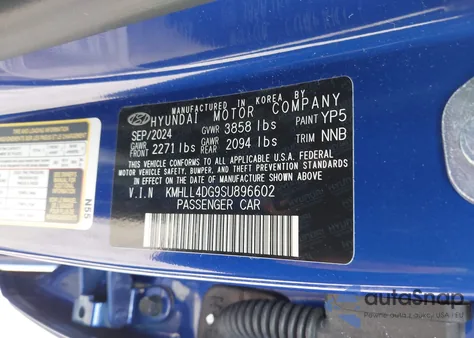 MANUFACTURED IN KOREA BY
HYUNDAI MOTOR COMPANY
SEP/2024 GVWR 3858 lbs PAINT YP5
GAWR FRONT 2271 lbs GAWR REAR 2094 lbs TRIM NNB
THIS VEHICLE CONFORMS TO ALL APPLICABLE U.S.A. FEDERAL
MOTOR VEHICLE SAFETY, BUMPER, AND THEFT PREVENTION STANDARDS
IN EFFECT ON THE DATE OF MANUFACTURE SHOWN ABOVE.
V.I.N KMHLL4DG9SU896602
PASSENGER CAR
N55
autoSnap